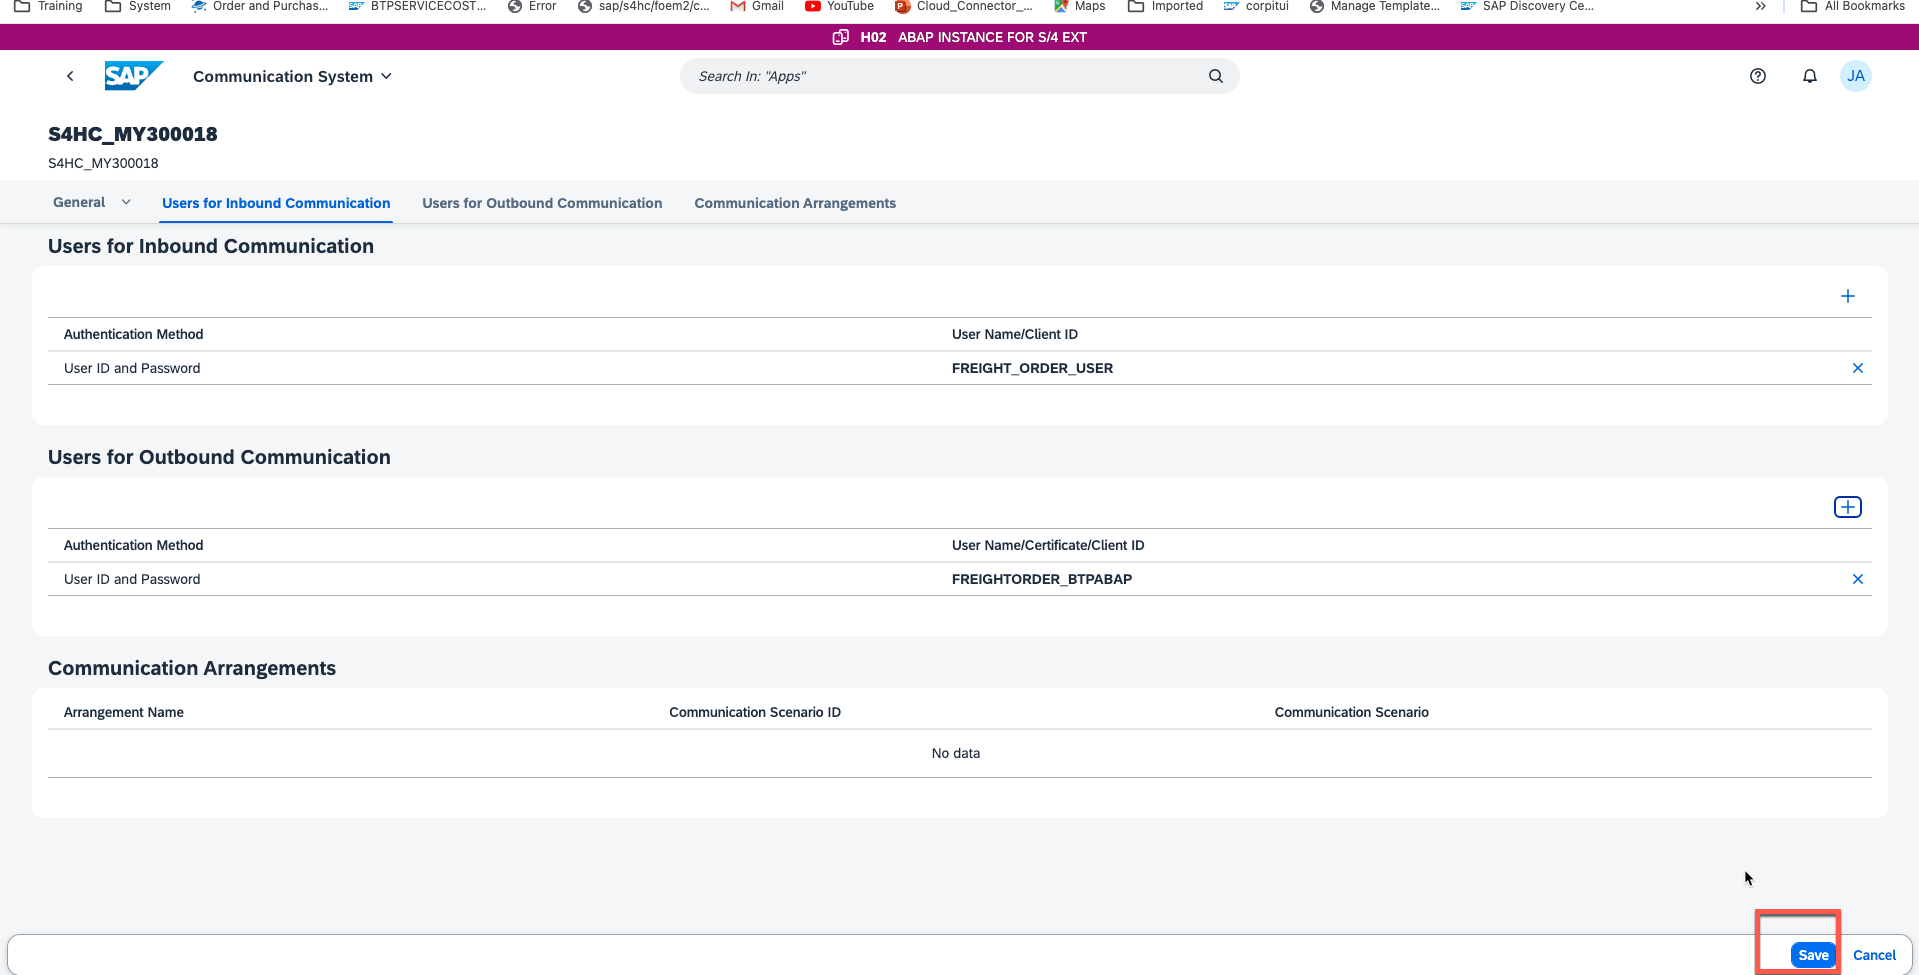 Training System Order and Purchas... BTPSERVICECOST... Error sap/s4hc/foem2/c... Gmail YouTube Cloud_Connector_... Maps Imported corpitui Manage Template... SAP Discovery Ce... » All Bookmarks
H02 ABAP INSTANCE FOR S/4 EXT
SAP Communication System Search In: "Apps" JA
S4HC_MY300018
S4HC_MY300018
General Users for Inbound Communication Users for Outbound Communication Communication Arrangements
Users for Inbound Communication
Authentication Method User Name/Client ID
User ID and Password FREIGHT_ORDER_USER
Users for Outbound Communication
Authentication Method User Name/Certificate/Client ID
User ID and Password FREIGHTORDER_BTPABAP
Communication Arrangements
Arrangement Name Communication Scenario ID Communication Scenario
No data
Save Cancel